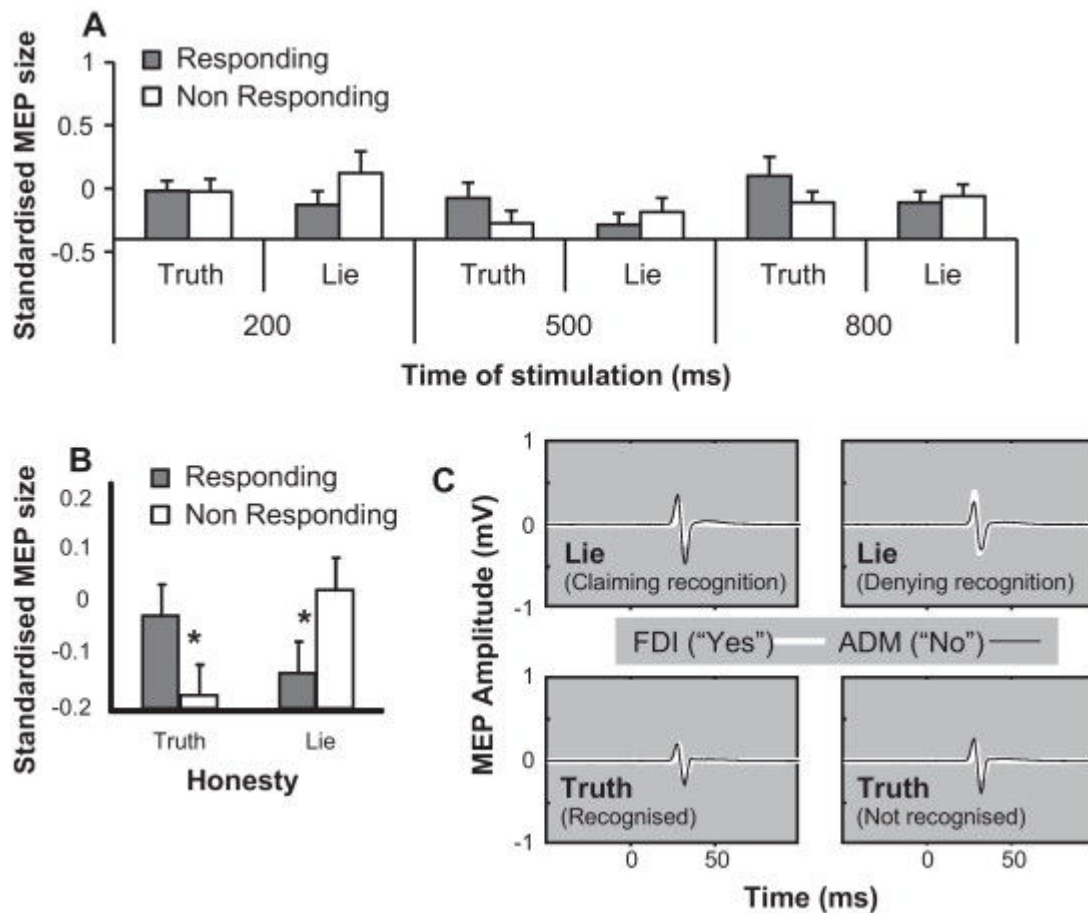 A
Standardised MEP size
Responding
Non Responding
1
0.5
0
-0.5
Truth Lie Truth Lie Truth Lie
200 500 800
Time of stimulation (ms)
B
Standardised MEP size
Responding
Non Responding
0.2
0.1
0
-0.1
-0.2
* *
Truth Lie
Honesty
C
MEP Amplitude (mV)
1
0
-1
Lie
(Claiming recognition)
Lie
(Denying recognition)
FDI (“Yes”) ADM (“No”)
1
0
-1
Truth
(Recognised)
Truth
(Not recognised)
0 50 0 50
Time (ms)